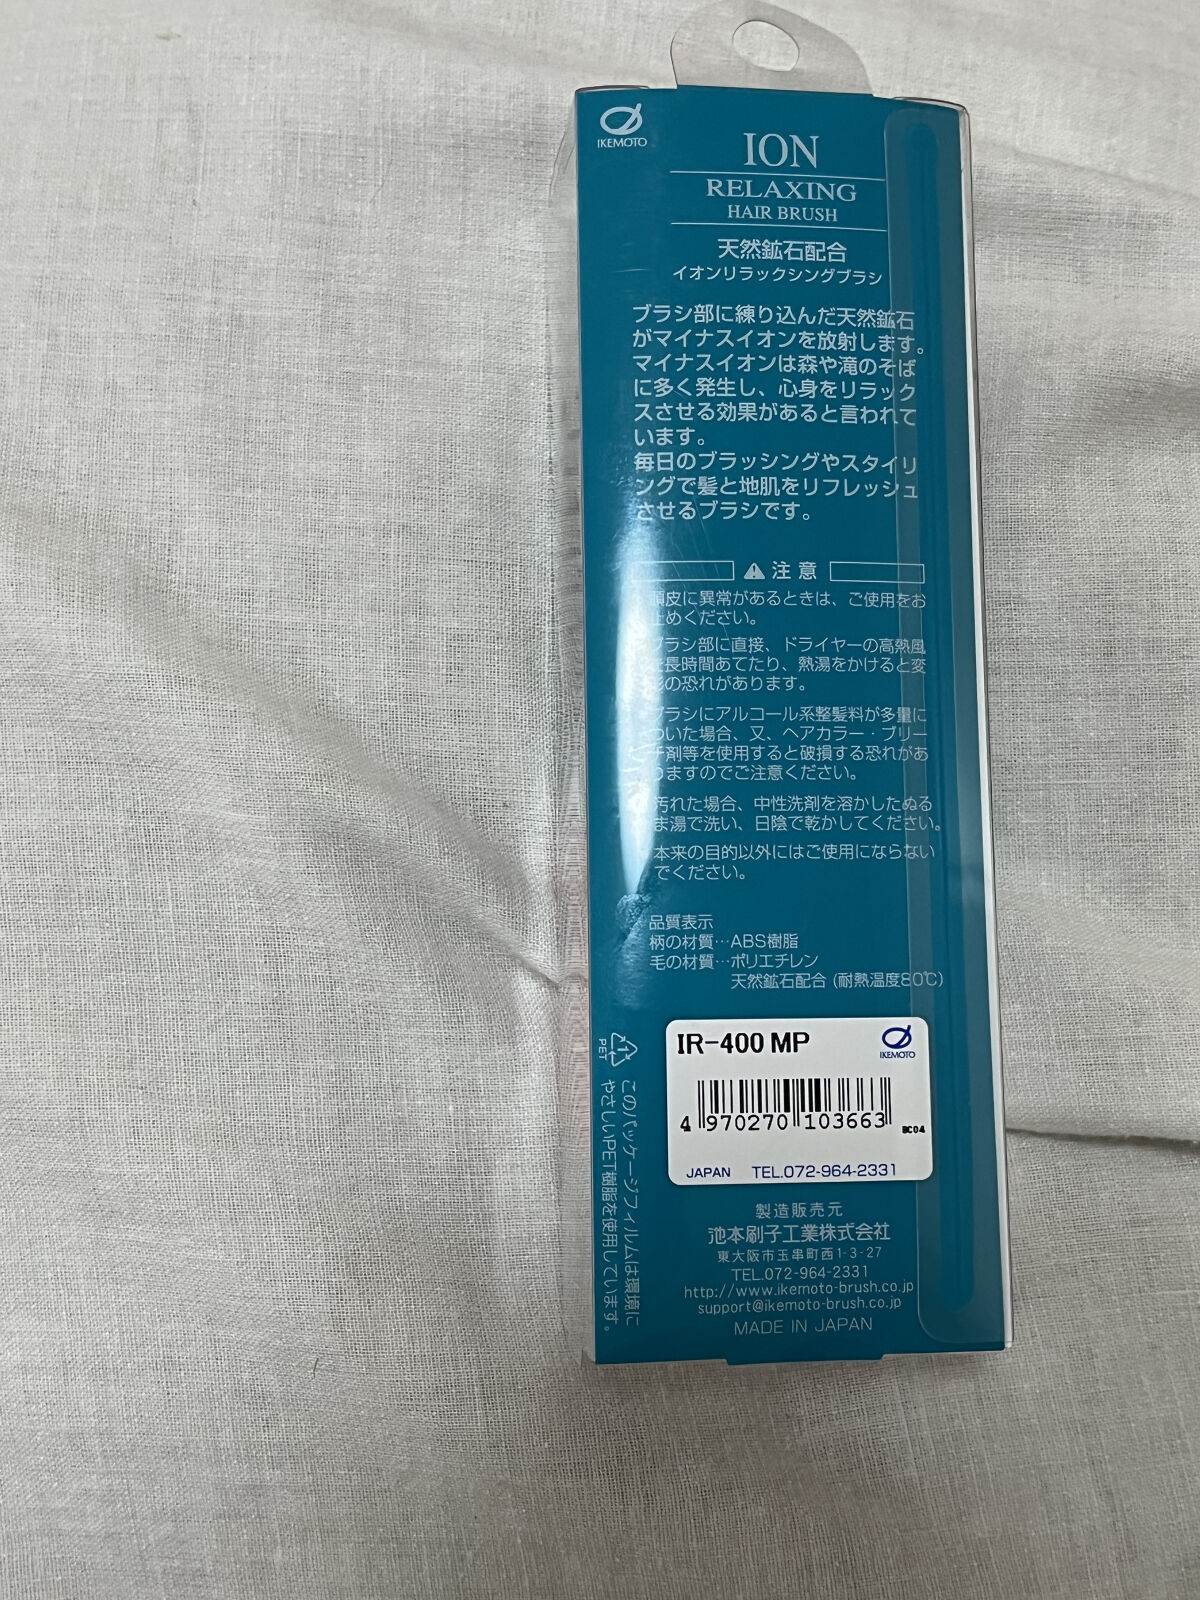 IKEMOTO
ION
RELAXING
HAIR BRUSH
天然鉱石配合
イオンリラックシングブラシ
ブラシ部に練り込んだ天然鉱石
がマイナスイオンを放射します。
マイナスイオンは森や滝のそば
に多く発生し、心身をリラック
スさせる効果があると言われて
います。
毎日のブラッシングやスタイリ
ングで髪と地肌をリフレッシュ
させるブラシです。
注意
頭皮に異常があるときは、ご使用をお
止めください。
ブラシ部に直接、ドライヤーの高熱風
を長時間あてたり、熱湯をかけると変
形の恐れがあります。
ブラシにアルコール系整髪料が多量に
ついた場合、又、ヘアカラー・ブリー
チ剤等を使用すると破損する恐れがあ
りますのでご注意ください。
汚れた場合、中性洗剤を溶かしたぬる
ま湯で洗い、日陰で乾かしてください。
本来の目的以外にはご使用にならない
でください。
品質表示
柄の材質…ABS樹脂
毛の材質…ポリエチレン
天然鉱石配合 (耐熱温度80℃)
IR-400 MP
IKEMOTO
4 970270 103663
BC04
JAPAN TEL.072-964-2331
1
PET
このパッケージフィルムは環境に
やさしいPET樹脂を使用しています。
製造販売元
池本刷子工業株式会社
東大阪市玉串町西1-3-27
TEL.072-964-2331
http://www.ikemoto-brush.co.jp
support@ikemoto-brush.co.jp
MADE IN JAPAN